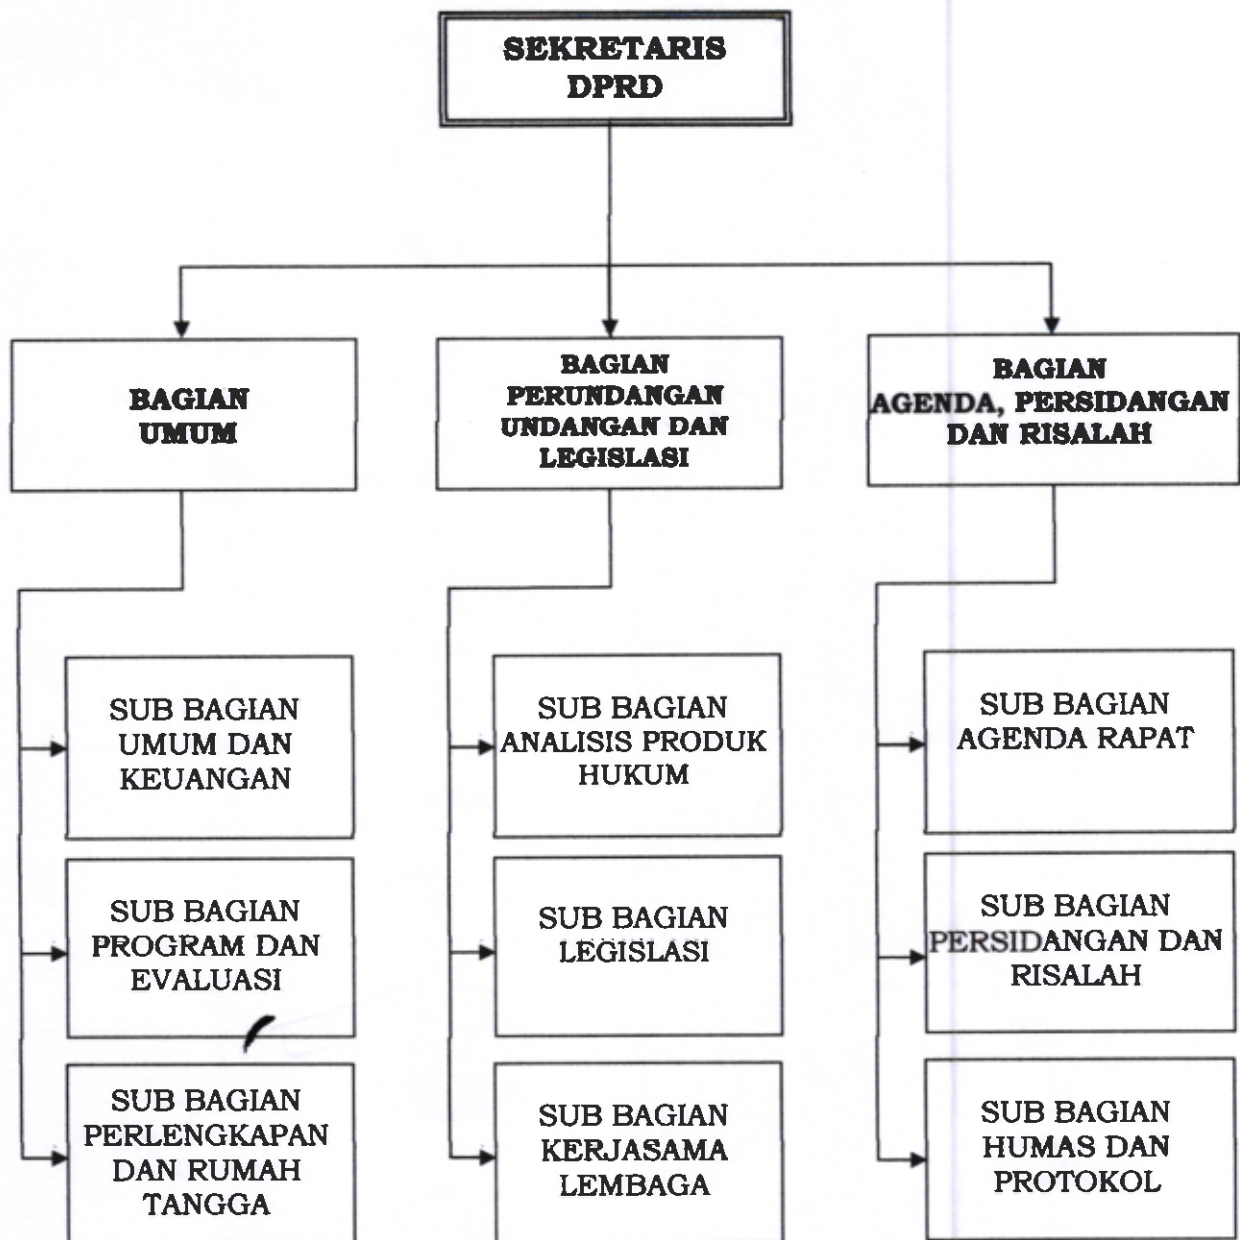 SEKRETARIS
DPRD
BAGIAN
UMUM
BAGIAN
PERUNDANGAN
UNDANGAN DAN
LEGISLASI
BAGIAN
AGENDA, PERSIDANGAN
DAN RISALAH
SUB BAGIAN
UMUM DAN
KEUANGAN
SUB BAGIAN
ANALISIS PRODUK
HUKUM
SUB BAGIAN
AGENDA RAPAT
SUB BAGIAN
PROGRAM DAN
EVALUASI
SUB BAGIAN
LEGISLASI
SUB BAGIAN
PERSIDANGAN DAN
RISALAH
SUB BAGIAN
PERLENGKAPAN
DAN RUMAH
TANGGA
SUB BAGIAN
KERJASAMA
LEMBAGA
SUB BAGIAN
HUMAS DAN
PROTOKOL